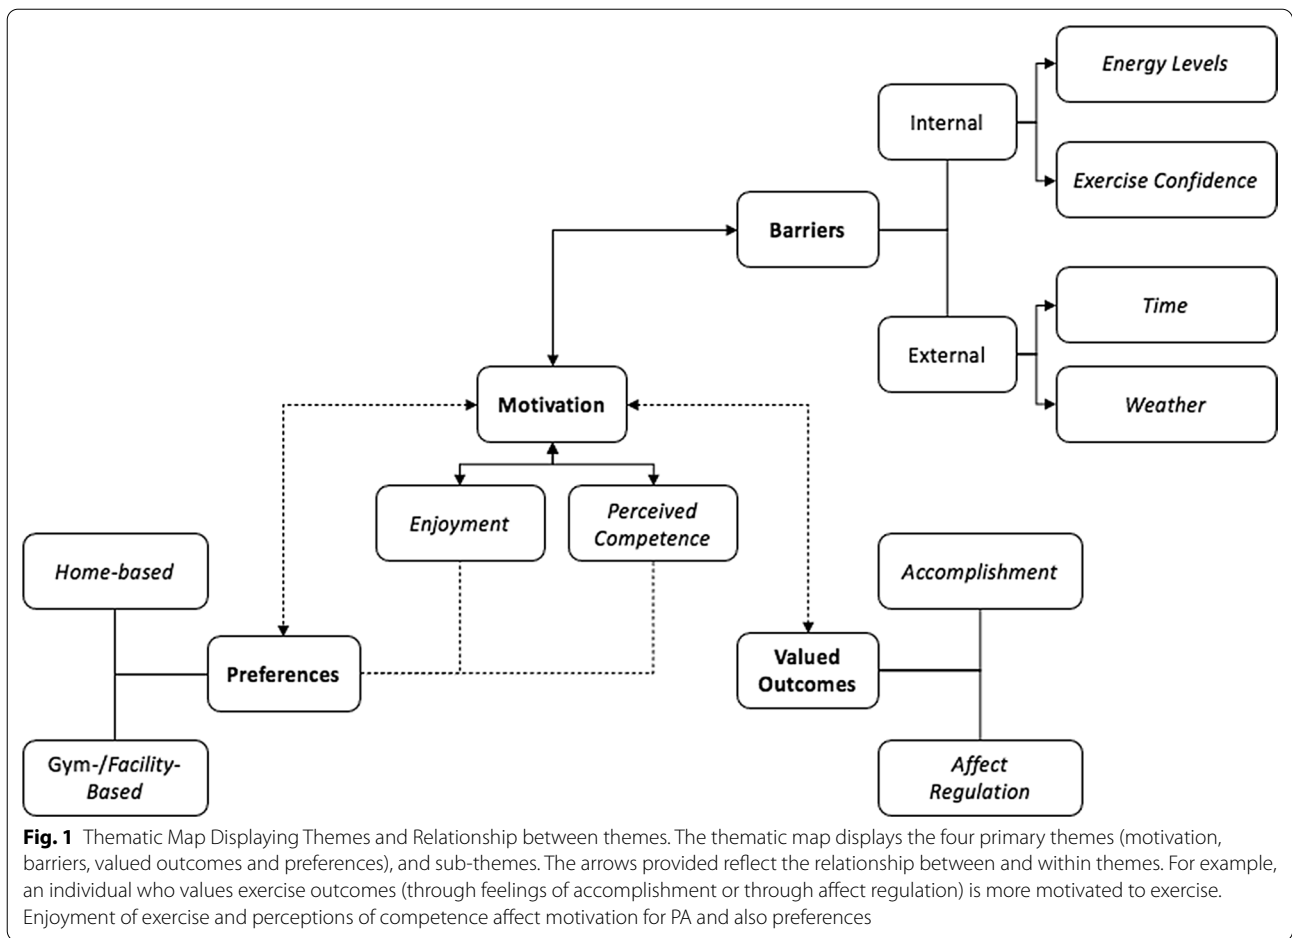 Energy Levels
Internal
Exercise Confidence
Barriers
Time
External
Weather
Motivation
Enjoyment
Perceived
Competence
Home-based
Accomplishment
Preferences
Valued
Outcomes
Gym-/Facility-
Based
Affect
Regulation
Fig. 1 Thematic Map Displaying Themes and Relationship between themes. The thematic map displays the four primary themes (motivation,
barriers, valued outcomes and preferences), and sub-themes. The arrows provided reflect the relationship between and within themes. For example,
an individual who values exercise outcomes (through feelings of accomplishment or through affect regulation) is more motivated to exercise.
Enjoyment of exercise and perceptions of competence affect motivation for PA and also preferences